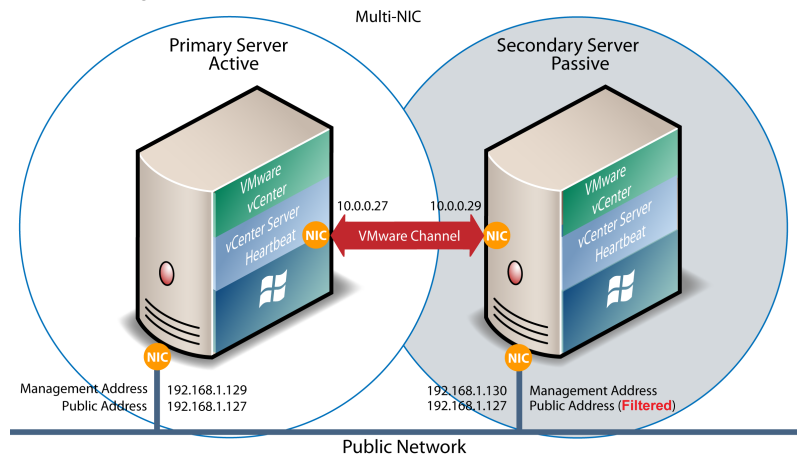 Multi-NIC
Primary Server
Active
Secondary Server
Passive
VMware
vCenter
vCenter Server
Heartbeat
NIC
10.0.0.27
10.0.0.29
VMware Channel
NIC
VMware
vCenter
vCenter Server
Heartbeat
NIC
Management Address 192.168.1.129
Public Address 192.168.1.127
NIC
192.168.1.130 Management Address
192.168.1.127 Public Address (Filtered)
Public Network